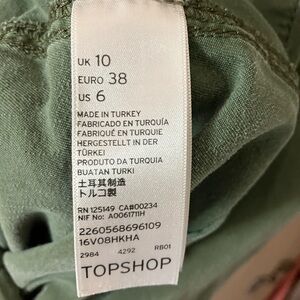 UK 10
EURO 38
US 6
MADE IN TURKEY
FABRICADO EN TURQUÍA
FABRIQUÉ EN TURQUIE
HERGESTELLT IN DER
TÜRKEI
PRODUTO DA TURQUIA
BUATAN TURKI
土耳其制造
トルコ製
RN 125149 CA#00234
NIF No: A0061711H
2260568696109
16V08HKHA
2984 4292 RB01
TOPSHOP